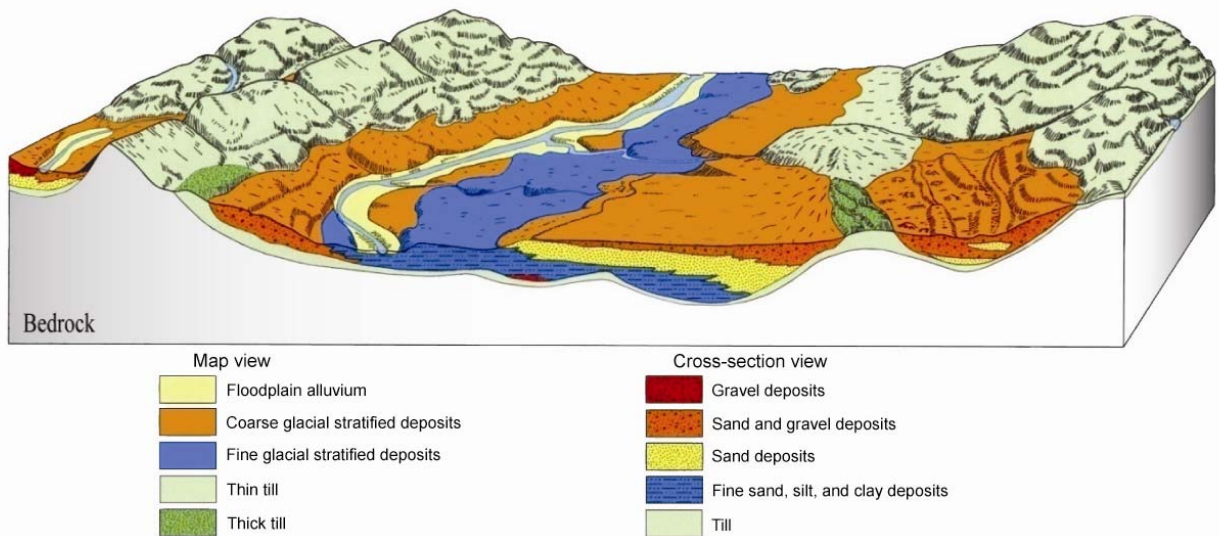 Bedrock
Map view
Floodplain alluvium
Coarse glacial stratified deposits
Fine glacial stratified deposits
Thin till
Thick till
Cross-section view
Gravel deposits
Sand and gravel deposits
Sand deposits
Fine sand, silt, and clay deposits
Till